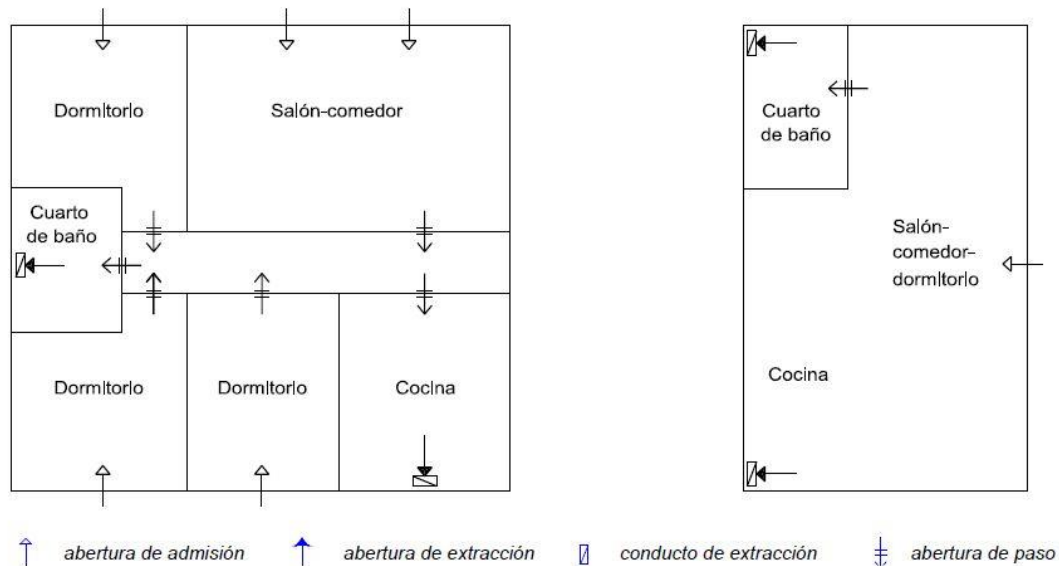 Dormitorio
Salón-comedor
Cuarto
de baño
Dormitorio
Dormitorio
Cocina
Cuarto
de baño
Salón-
comedor-
dormitorio
Cocina
abertura de admisión
abertura de extracción
conducto de extracción
abertura de paso